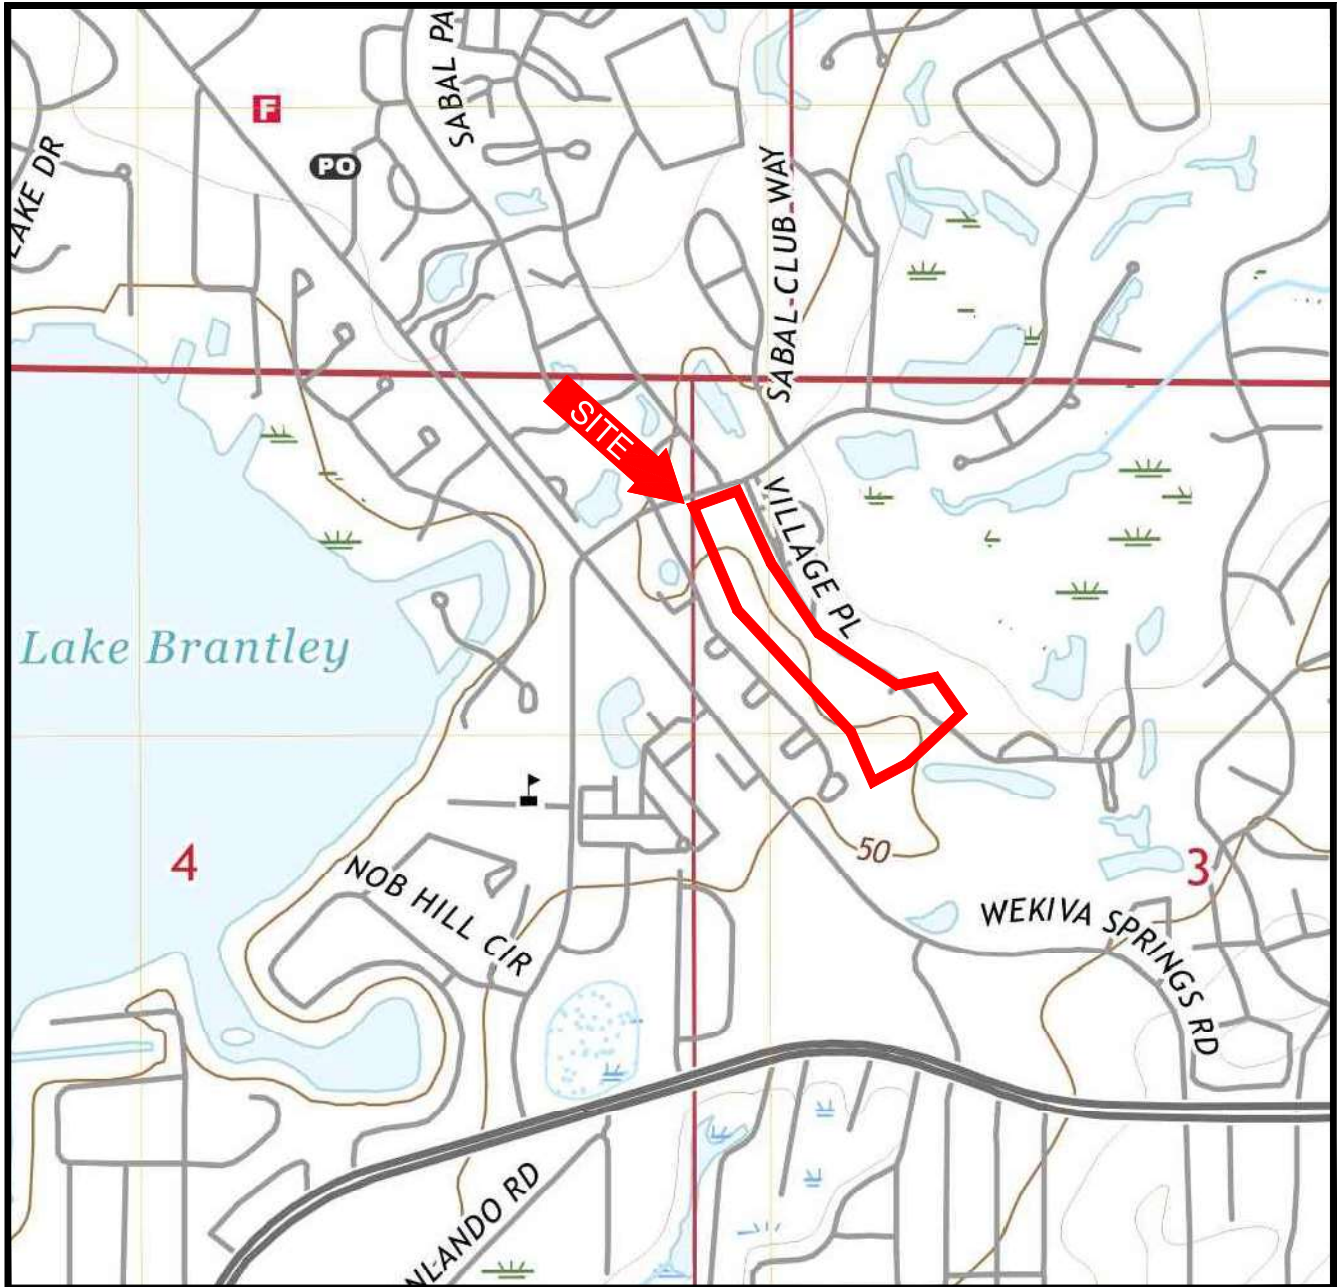 SABAL PA
F
PO
LAKE DR
SABAL-CLUB-WAY
SITE
VILLAGE PL
Lake Brantley
50
4
3
NOB HILL CIR
WEKIVA SPRINGS RD
NLANDO RD